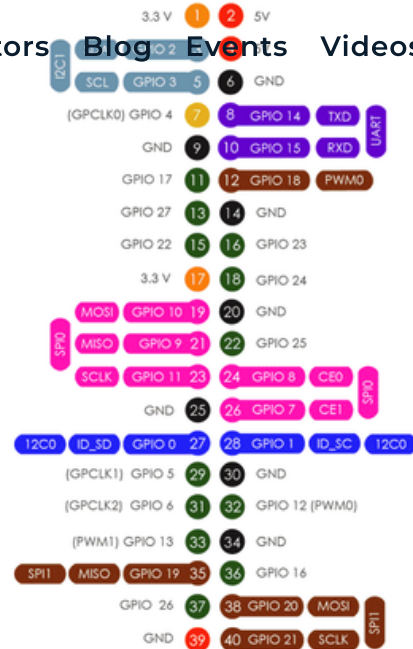 3.3 V 1 2 5V
tors Blog Events Videos
I2C1 GPIO 2
SCL GPIO 3 5 6 GND
(GPCLK0) GPIO 4 7 8 GPIO 14 TXD UART
GND 9 10 GPIO 15 RXD
GPIO 17 11 12 GPIO 18 PWM0
GPIO 27 13 14 GND
GPIO 22 15 16 GPIO 23
3.3 V 17 18 GPIO 24
MOSI GPIO 10 19 20 GND
SPI0 MISO GPIO 9 21 22 GPIO 25
SCLK GPIO 11 23 24 GPIO 8 CE0 SPI0
GND 25 26 GPIO 7 CE1
12C0 ID_SD GPIO 0 27 28 GPIO 1 ID_SC 12C0
(GPCLK1) GPIO 5 29 30 GND
(GPCLK2) GPIO 6 31 32 GPIO 12 (PWM0)
(PWM1) GPIO 13 33 34 GND
SPI1 MISO GPIO 19 35 36 GPIO 16
GPIO 26 37 38 GPIO 20 MOSI SPI1
GND 39 40 GPIO 21 SCLK